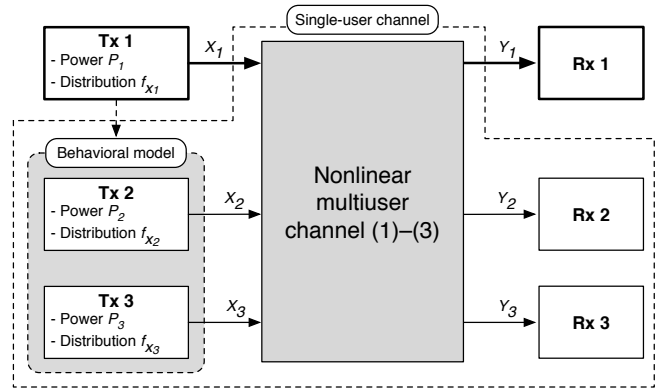 Single-user channel
Tx 1
- Power P1
- Distribution fX1
X1
Y1
Rx 1
Behavioral model
Tx 2
- Power P2
- Distribution fX2
X2
Nonlinear
multiuser
channel (1)–(3)
Y2
Rx 2
Tx 3
- Power P3
- Distribution fX3
X3
Y3
Rx 3